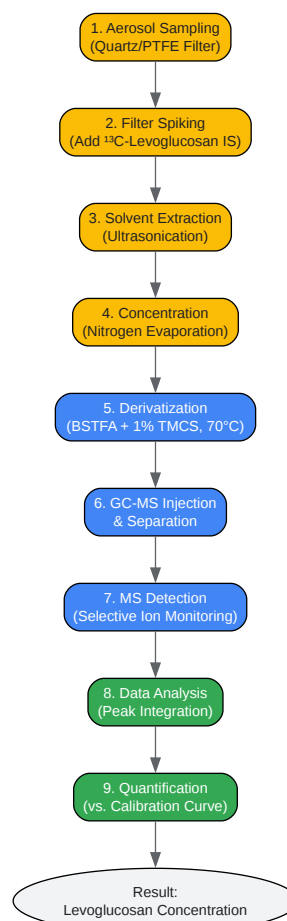 1. Aerosol Sampling
(Quartz/PTFE Filter)
2. Filter Spiking
(Add ¹³C-Levoglucosan IS)
3. Solvent Extraction
(Ultrasonication)
4. Concentration
(Nitrogen Evaporation)
5. Derivatization
(BSTFA + 1% TMCS, 70°C)
6. GC-MS Injection
& Separation
7. MS Detection
(Selective Ion Monitoring)
8. Data Analysis
(Peak Integration)
9. Quantification
(vs. Calibration Curve)
Result:
Levoglucosan Concentration